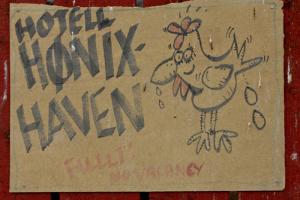 HOTELL
HØNIX-
HAVEN
FULLT
NO VACANCY